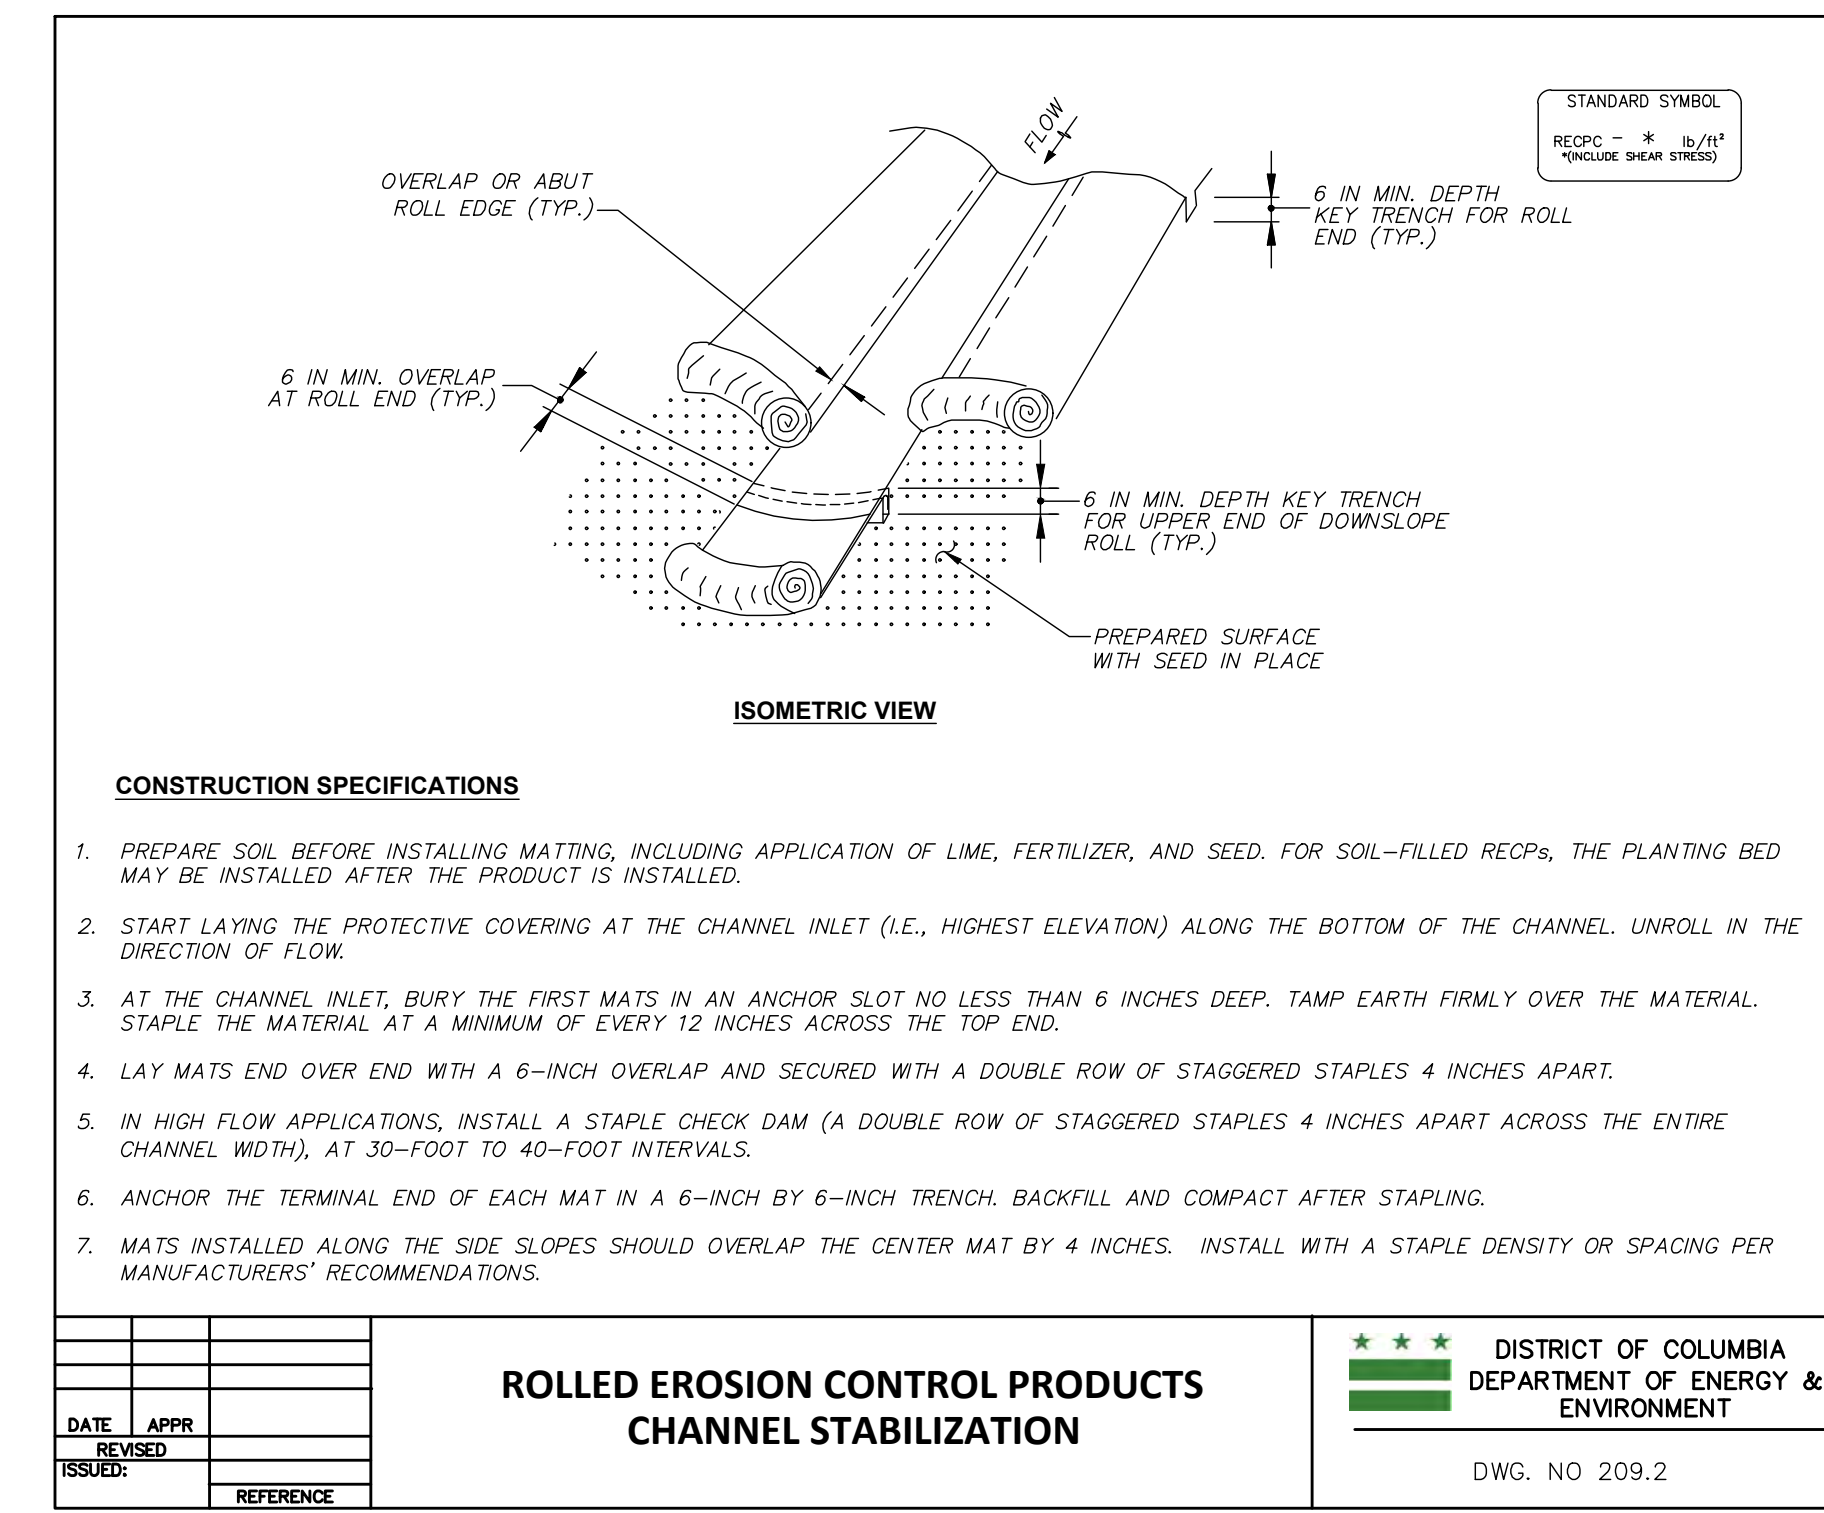 STANDARD SYMBOL
RECPC - * lb/ft²
*(INCLUDE SHEAR STRESS)
FLOW
OVERLAP OR ABUT
ROLL EDGE (TYP.)
6 IN MIN. DEPTH
KEY TRENCH FOR ROLL
END (TYP.)
6 IN MIN. OVERLAP
AT ROLL END (TYP.)
6 IN MIN. DEPTH KEY TRENCH
FOR UPPER END OF DOWNSLOPE
ROLL (TYP.)
PREPARED SURFACE
WITH SEED IN PLACE
ISOMETRIC VIEW
CONSTRUCTION SPECIFICATIONS
1. PREPARE SOIL BEFORE INSTALLING MATTING, INCLUDING APPLICATION OF LIME, FERTILIZER, AND SEED. FOR SOIL-FILLED RECPs, THE PLANTING BED
MAY BE INSTALLED AFTER THE PRODUCT IS INSTALLED.
2. START LAYING THE PROTECTIVE COVERING AT THE CHANNEL INLET (I.E., HIGHEST ELEVATION) ALONG THE BOTTOM OF THE CHANNEL. UNROLL IN THE
DIRECTION OF FLOW.
3. AT THE CHANNEL INLET, BURY THE FIRST MATS IN AN ANCHOR SLOT NO LESS THAN 6 INCHES DEEP. TAMP EARTH FIRMLY OVER THE MATERIAL.
STAPLE THE MATERIAL AT A MINIMUM OF EVERY 12 INCHES ACROSS THE TOP END.
4. LAY MATS END OVER END WITH A 6-INCH OVERLAP AND SECURED WITH A DOUBLE ROW OF STAGGERED STAPLES 4 INCHES APART.
5. IN HIGH FLOW APPLICATIONS, INSTALL A STAPLE CHECK DAM (A DOUBLE ROW OF STAGGERED STAPLES 4 INCHES APART ACROSS THE ENTIRE
CHANNEL WIDTH), AT 30-FOOT TO 40-FOOT INTERVALS.
6. ANCHOR THE TERMINAL END OF EACH MAT IN A 6-INCH BY 6-INCH TRENCH. BACKFILL AND COMPACT AFTER STAPLING.
7. MATS INSTALLED ALONG THE SIDE SLOPES SHOULD OVERLAP THE CENTER MAT BY 4 INCHES. INSTALL WITH A STAPLE DENSITY OR SPACING PER
MANUFACTURERS' RECOMMENDATIONS.
DATE APPR
REVISED
ISSUED:
REFERENCE
ROLLED EROSION CONTROL PRODUCTS
CHANNEL STABILIZATION
DISTRICT OF COLUMBIA
DEPARTMENT OF ENERGY &
ENVIRONMENT
DWG. NO 209.2